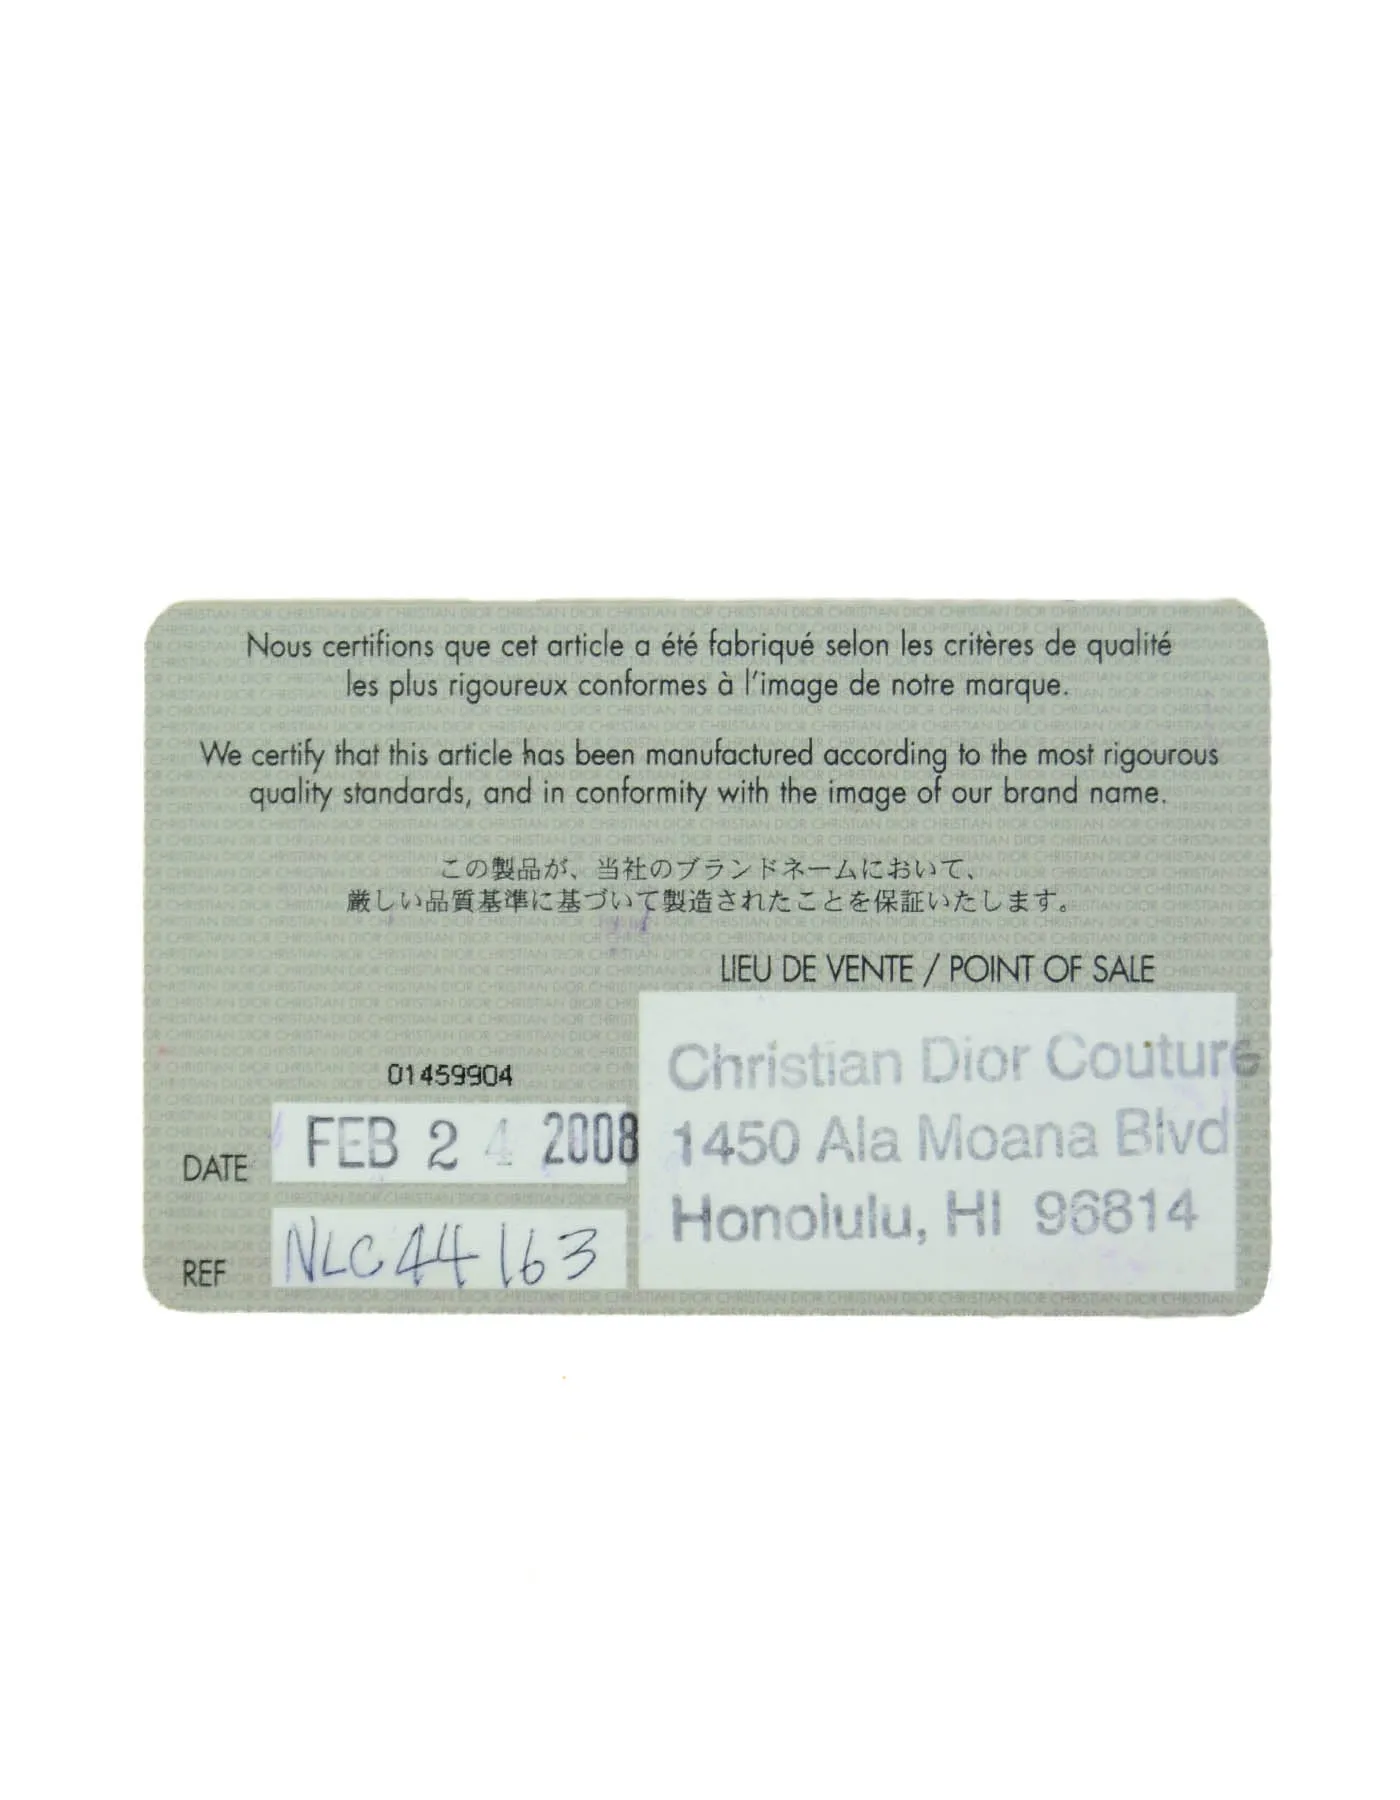 Nous certifions que cet article a été fabriqué selon les critères de qualité
les plus rigoureux conformes à l'image de notre marque.
We certify that this article has been manufactured according to the most rigourous
quality standards, and in conformity with the image of our brand name.
この製品が、当社のブランドネームにおいて、
厳しい品質基準に基づいて製造されたことを保証いたします。
LIEU DE VENTE / POINT OF SALE
Christian Dior Couture
1450 Ala Moana Blvd
Honolulu, HI 96814
01459904
DATE FEB 24 2008
REF NLC44163